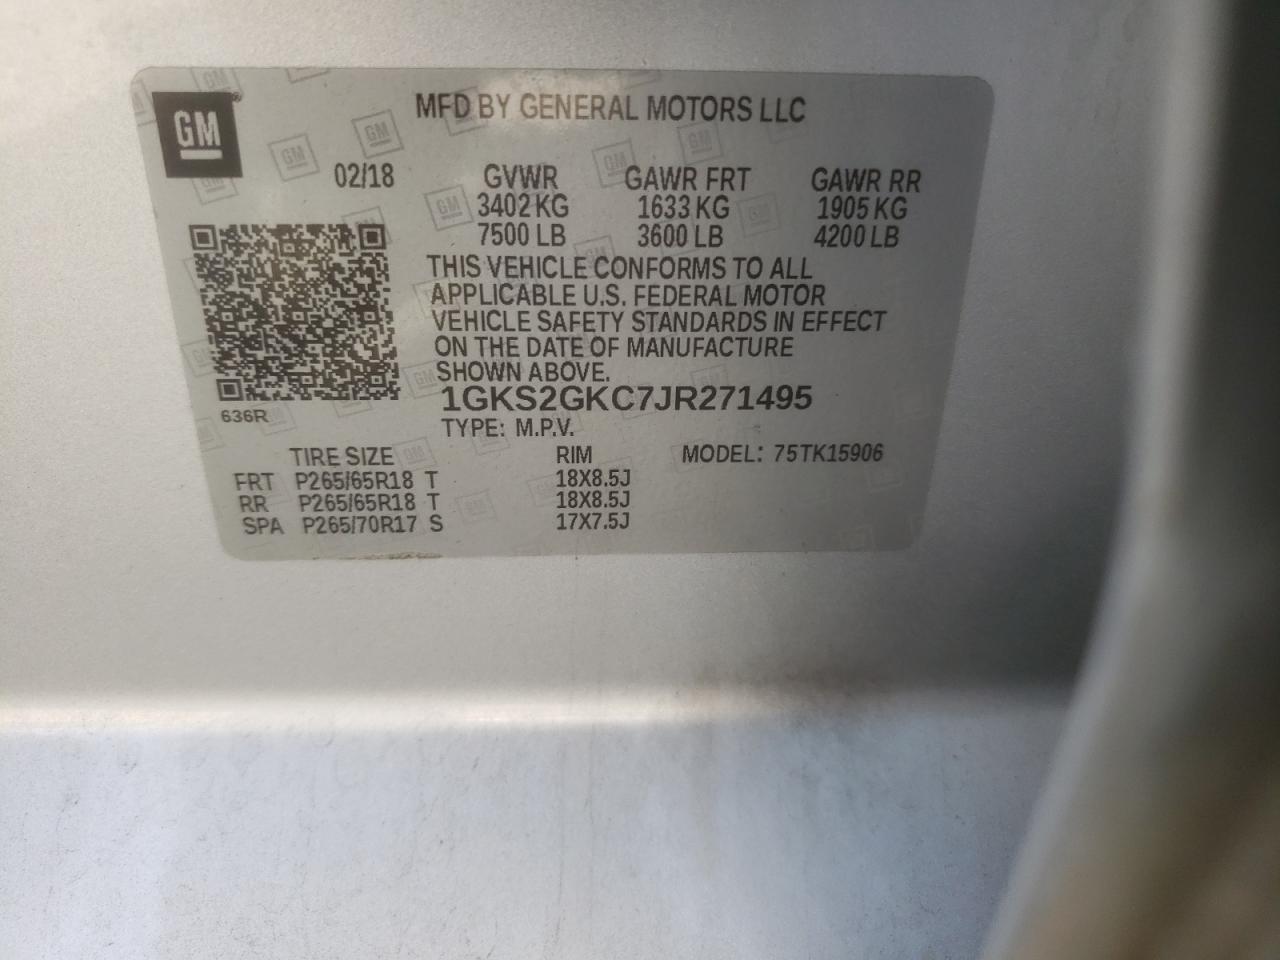 GM
MFD BY GENERAL MOTORS LLC
02/18 GVWR GAWR FRT GAWR RR
3402 KG 1633 KG 1905 KG
7500 LB 3600 LB 4200 LB
THIS VEHICLE CONFORMS TO ALL
APPLICABLE U.S. FEDERAL MOTOR
VEHICLE SAFETY STANDARDS IN EFFECT
ON THE DATE OF MANUFACTURE
SHOWN ABOVE.
1GKS2GKC7JR271495
636R
TYPE: M.P.V.
TIRE SIZE RIM MODEL: 75TK15906
FRT P265/65R18 T 18X8.5J
RR P265/65R18 T 18X8.5J
SPA P265/70R17 S 17X7.5J